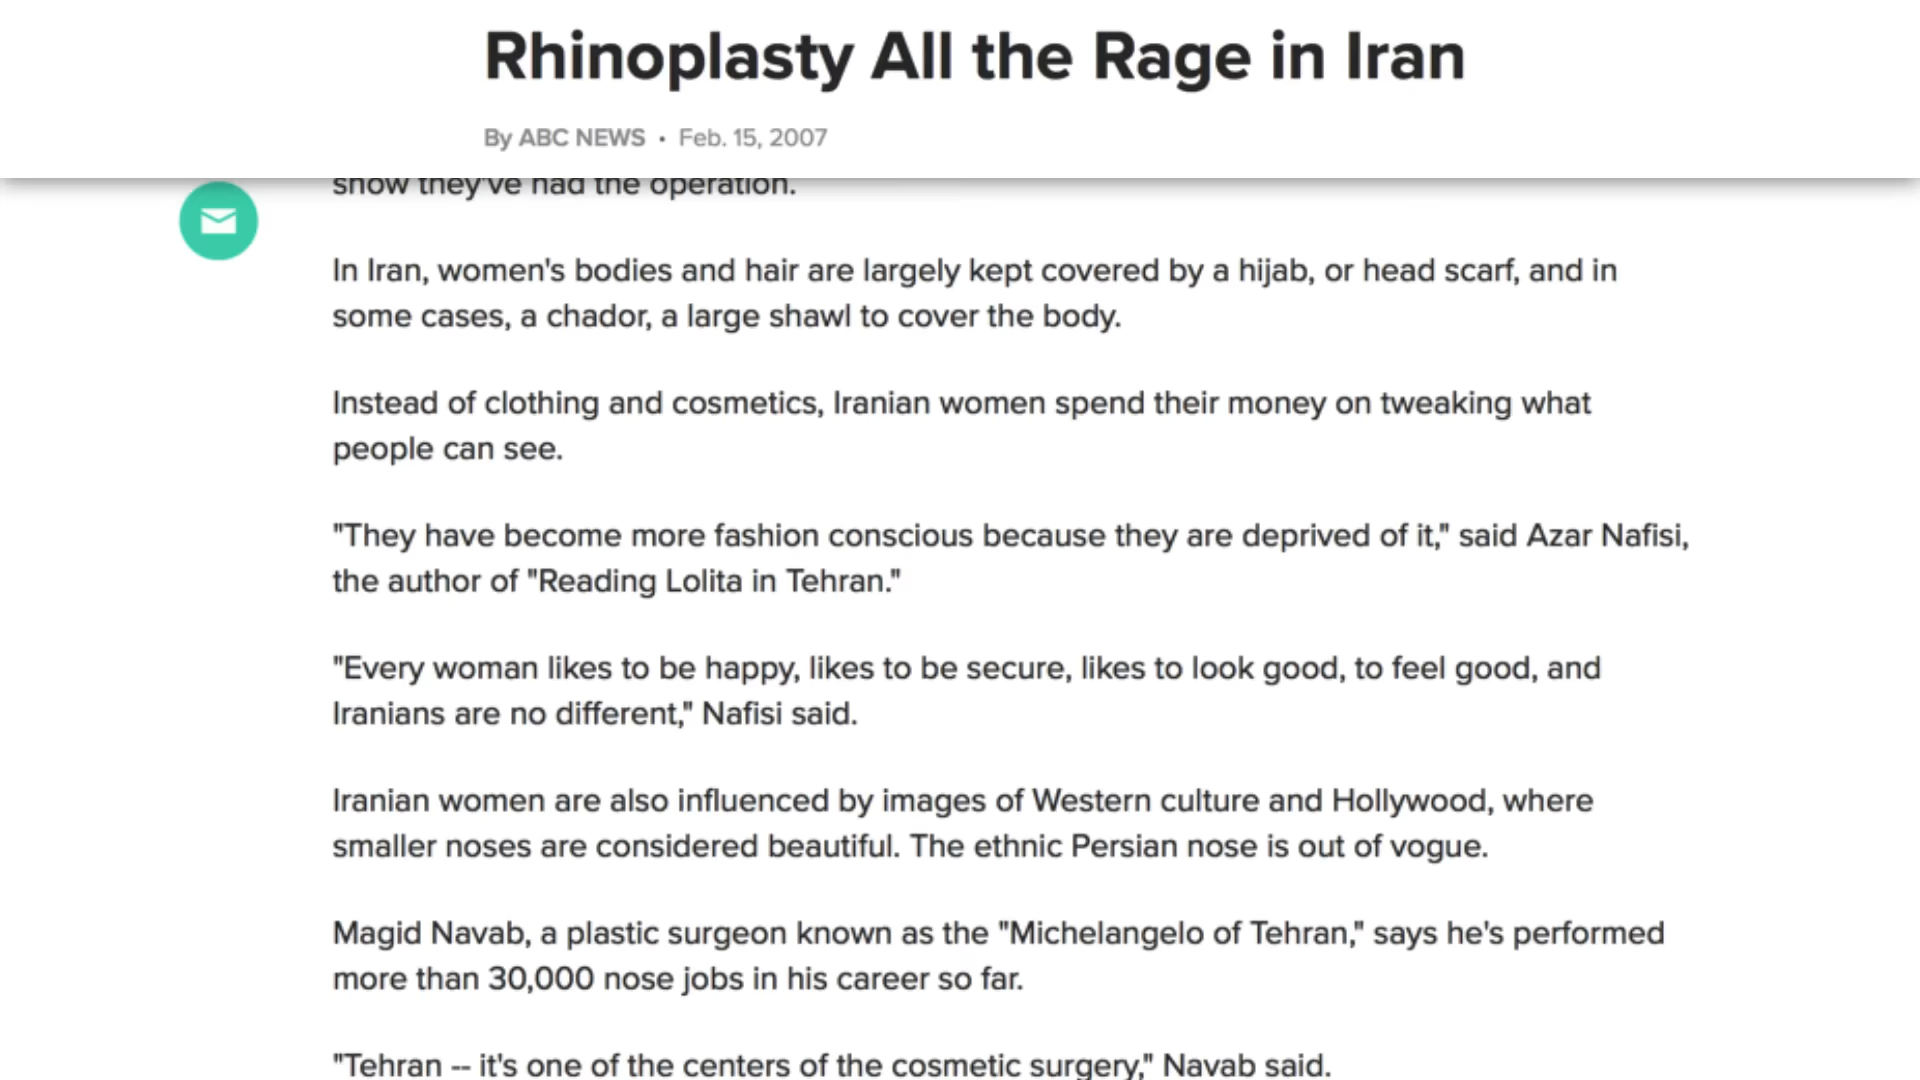 Rhinoplasty All the Rage in Iran
By ABC NEWS • Feb. 15, 2007
show they've had the operation.
In Iran, women's bodies and hair are largely kept covered by a hijab, or head scarf, and in
some cases, a chador, a large shawl to cover the body.
Instead of clothing and cosmetics, Iranian women spend their money on tweaking what
people can see.
"They have become more fashion conscious because they are deprived of it," said Azar Nafisi,
the author of "Reading Lolita in Tehran."
"Every woman likes to be happy, likes to be secure, likes to look good, to feel good, and
Iranians are no different," Nafisi said.
Iranian women are also influenced by images of Western culture and Hollywood, where
smaller noses are considered beautiful. The ethnic Persian nose is out of vogue.
Magid Navab, a plastic surgeon known as the "Michelangelo of Tehran," says he's performed
more than 30,000 nose jobs in his career so far.
"Tehran -- it's one of the centers of the cosmetic surgery," Navab said.